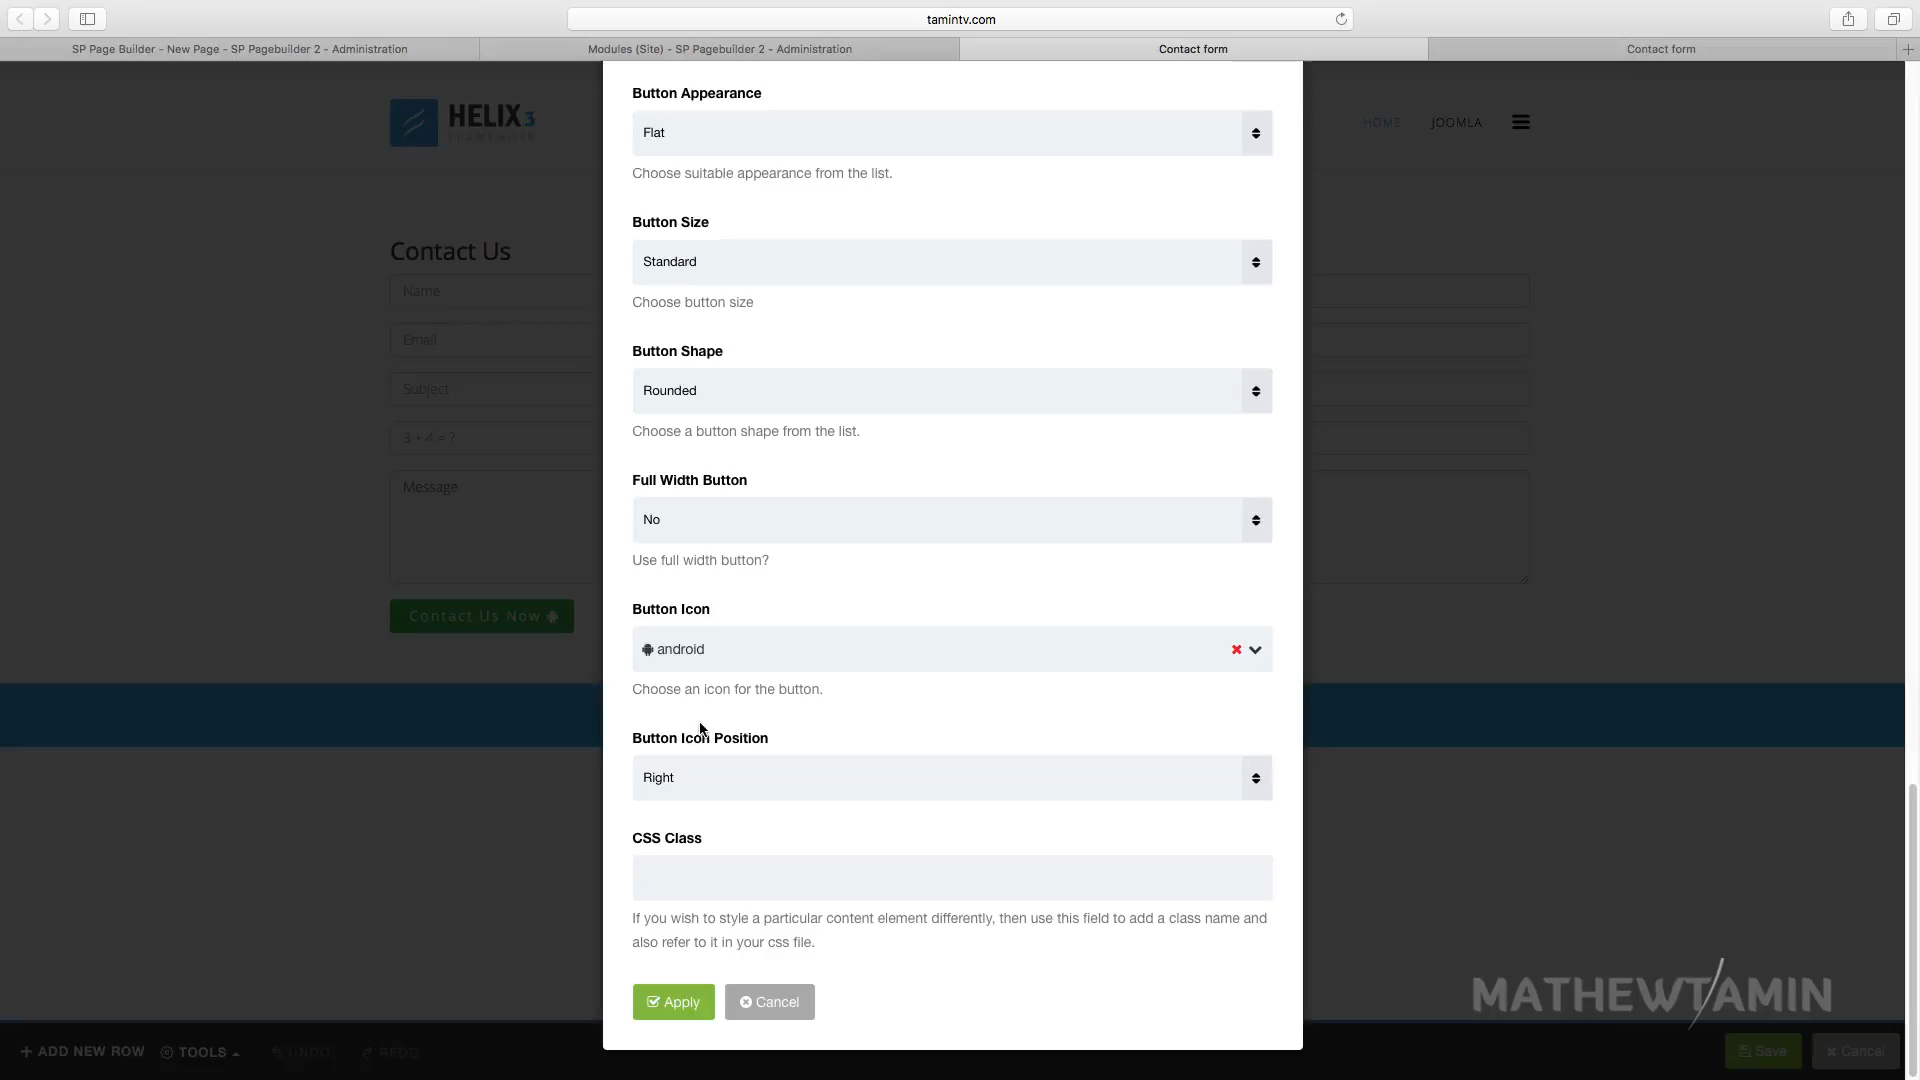 tamintv.com
SP Page Builder - New Page - SP Pagebuilder 2 - Administration
Modules (Site) - SP Pagebuilder 2 - Administration
Contact form
Contact form
HELIX3
FRAMEWORK
HOME
JOOMLA
Contact Us
Name
Email
Subject
3 + 4 = ?
Message
Contact Us Now
Button Appearance
Flat
Choose suitable appearance from the list.
Button Size
Standard
Choose button size
Button Shape
Rounded
Choose a button shape from the list.
Full Width Button
No
Use full width button?
Button Icon
android
Choose an icon for the button.
Button Icon Position
Right
CSS Class
If you wish to style a particular content element differently, then use this field to add a class name and
also refer to it in your css file.
Apply
Cancel
MATHEWTAMIN
ADD NEW ROW
TOOLS
UNDO
REDO
Save
Cancel